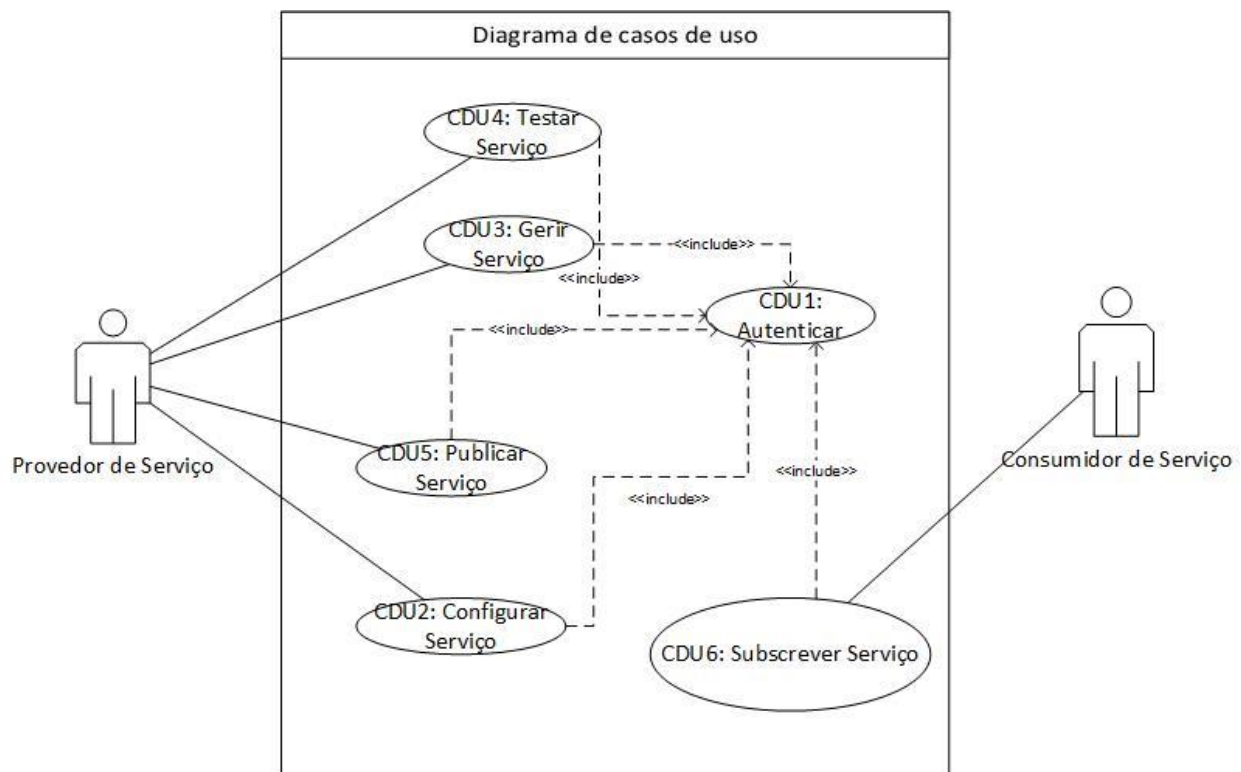 Diagrama de casos de uso
CDU4: Testar
Serviço
CDU3: Gerir
Serviço
<<include>>
<<include>>
CDU1:
Autenticar
<<include>>
CDU5: Publicar
Serviço
Provedor de Serviço
Consumidor de Serviço
<<include>>
<<include>>
CDU2: Configurar
Serviço
CDU6: Subscrever Serviço